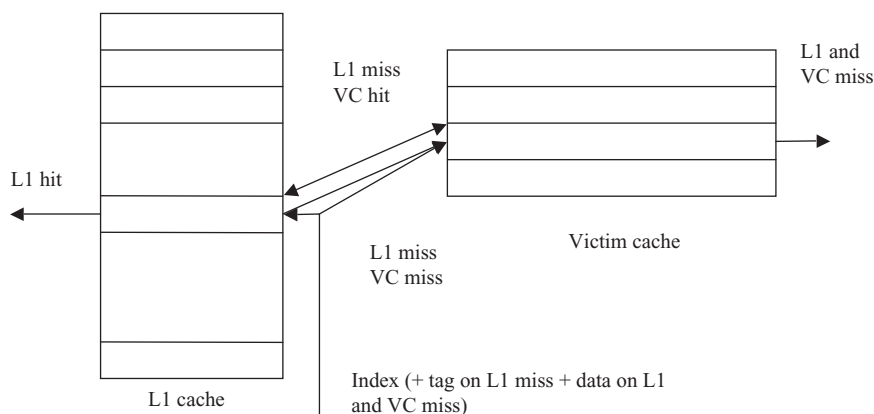 L1 miss
VC hit
L1 and
VC miss
L1 hit
Victim cache
L1 miss
VC miss
Index (+ tag on L1 miss + data on L1
and VC miss)
L1 cache